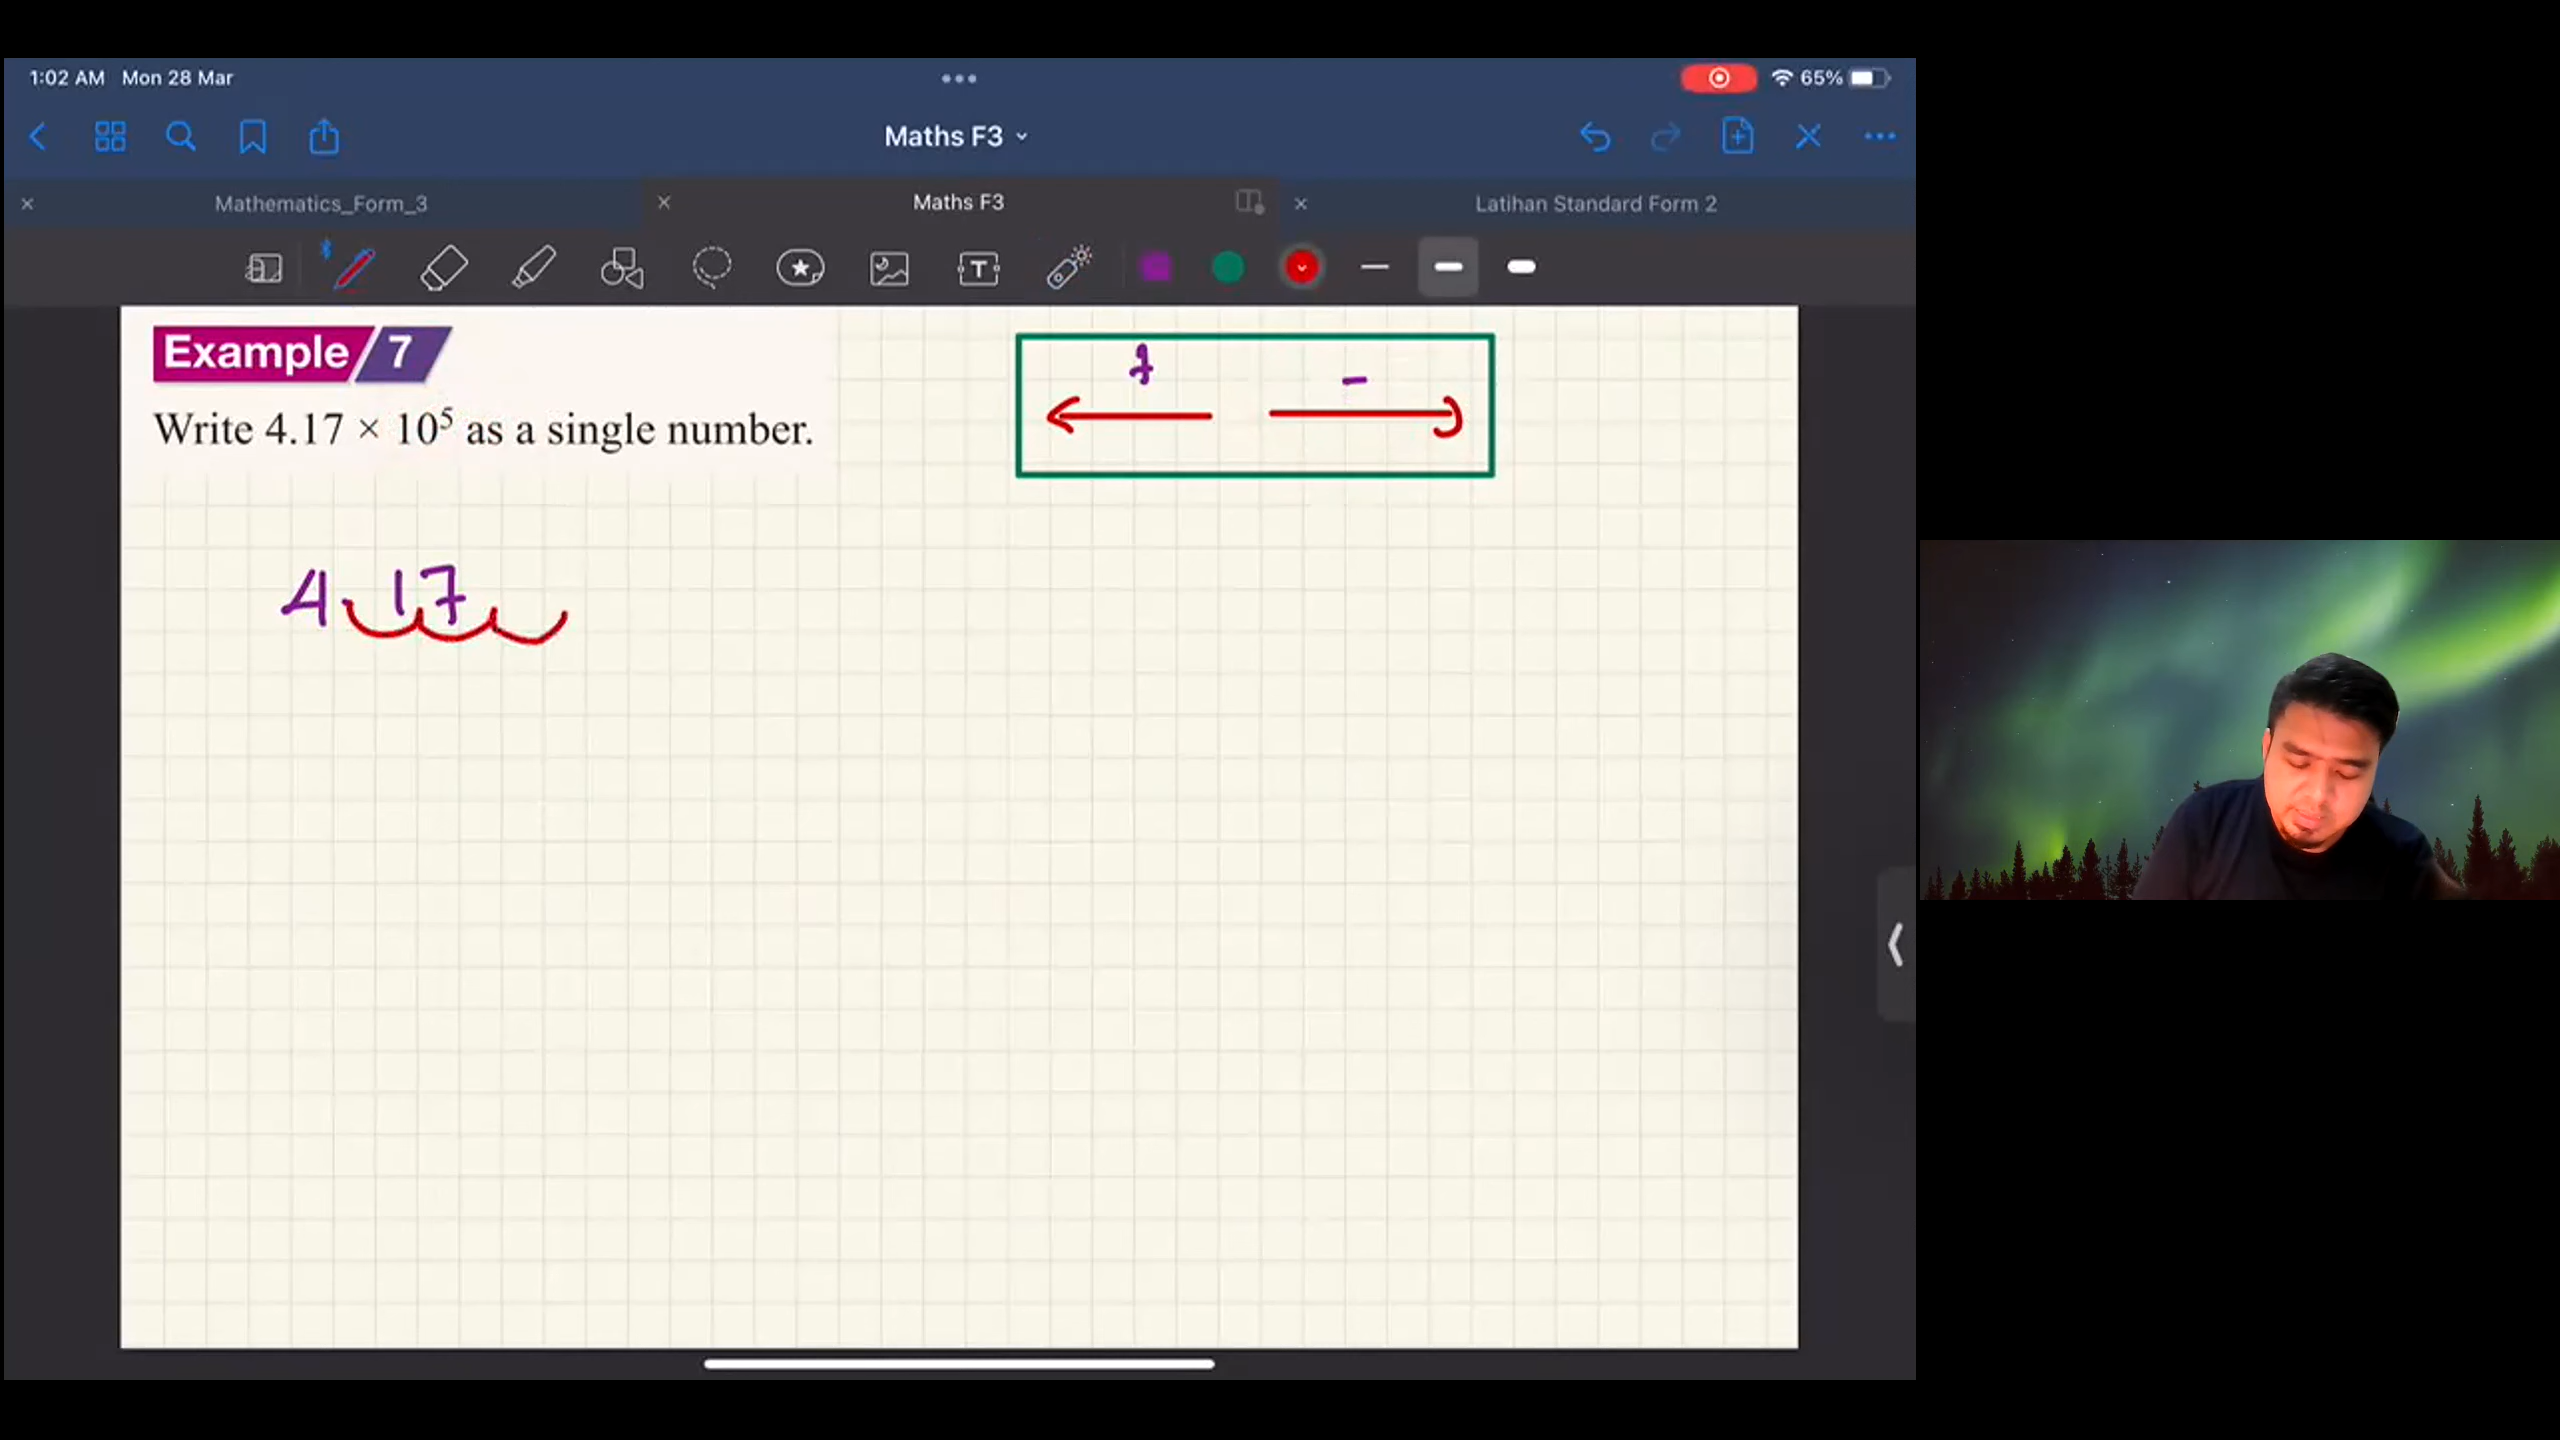 1:02 AM Mon 28 Mar
65%
Maths F3
Mathematics_Form_3
Maths F3
Latihan Standard Form 2
T
Example 7
Write 4.17 × 10⁵ as a single number.
+ -
4.17